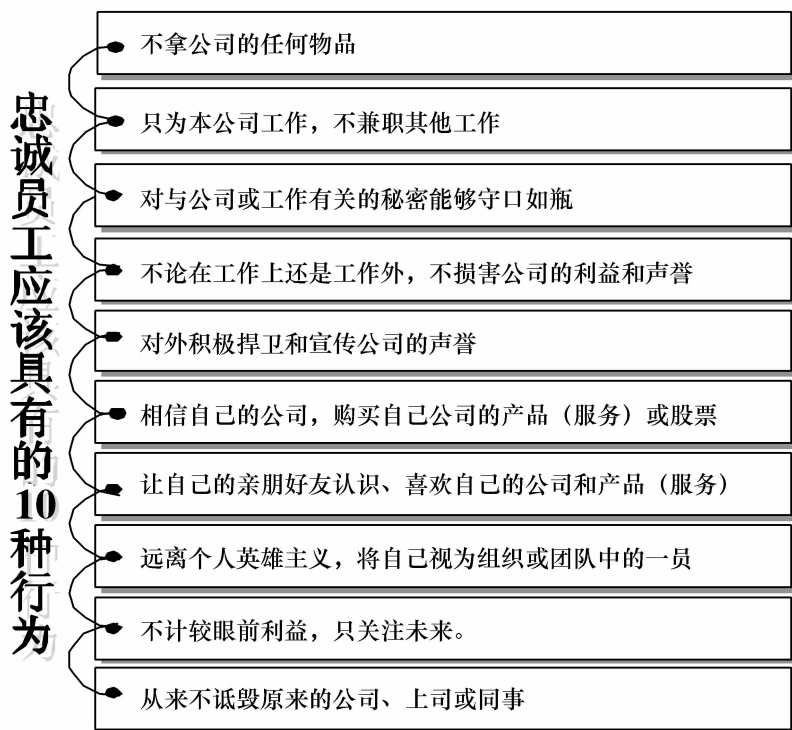 忠诚员工应该具有的10种行为
不拿公司的任何物品
只为本公司工作，不兼职其他工作
对与公司或工作有关的秘密能够守口如瓶
不论在工作上还是工作外，不损害公司的利益和声誉
对外积极捍卫和宣传公司的声誉
相信自己的公司，购买自己公司的产品（服务）或股票
让自己的亲朋好友认识、喜欢自己的公司和产品（服务）
远离个人英雄主义，将自己视为组织或团队中的一员
不计较眼前利益，只关注未来。
从来不诋毁原来的公司、上司或同事